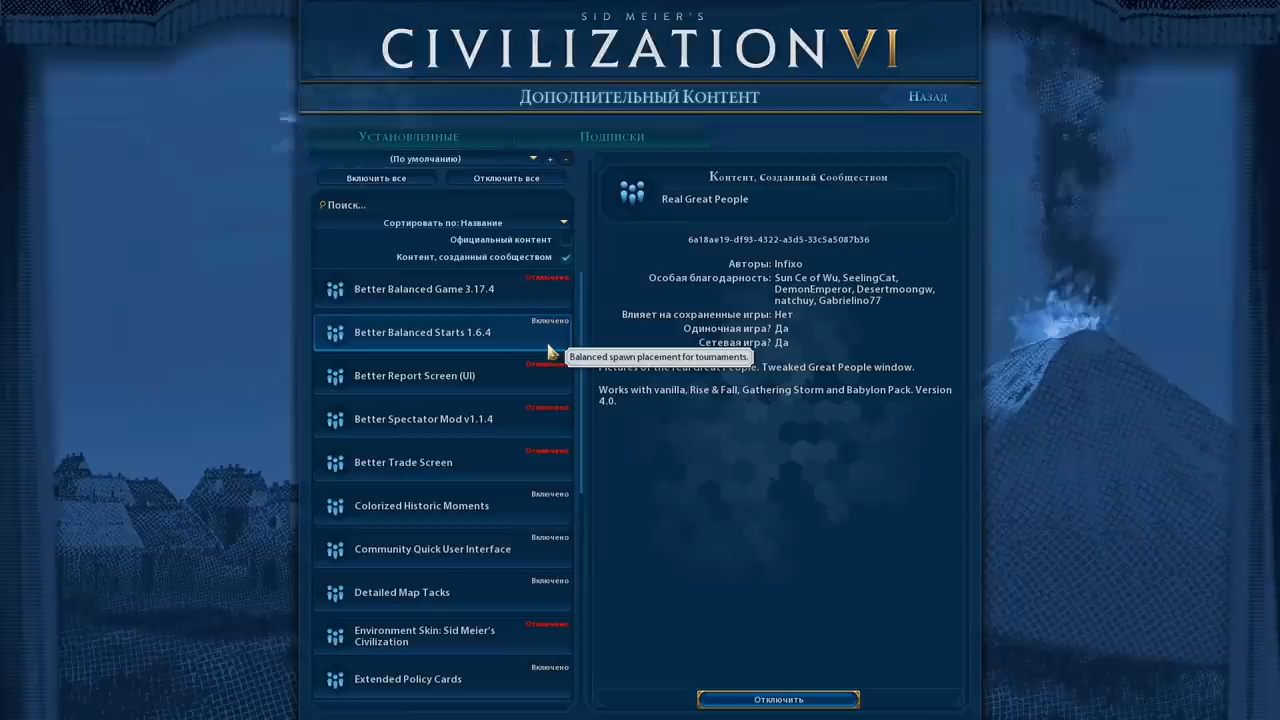 SID MEIER'S
CIVILIZATION VI
Дополнительный Контент
Назад
Установленные
Подписки
(По умолчанию)
+ -
Включить все
Отключить все
Поиск...
Сортировать по: Название
Официальный контент
Контент, созданный сообществом
Отключено
Better Balanced Game 3.17.4
Включено
Better Balanced Starts 1.6.4
Отключено
Better Report Screen (UI)
Отключено
Better Spectator Mod v1.1.4
Отключено
Better Trade Screen
Включено
Colorized Historic Moments
Включено
Community Quick User Interface
Включено
Detailed Map Tacks
Отключено
Environment Skin: Sid Meier's
Civilization
Включено
Extended Policy Cards
Контент, Созданный Сообществом
Real Great People
6a18ae19-df93-4322-a3d5-33c5a5087b36
Авторы: Infixo
Особая благодарность: Sun Ce of Wu, SeelingCat,
DemonEmperor, Desertmoongw,
natchuy, Gabrielino77
Влияет на сохраненные игры: Нет
Одиночная игра? Да
Сетевая игра? Да
Balanced spawn placement for tournaments.
Pictures of the real Great People. Tweaked Great People window.
Works with vanilla, Rise & Fall, Gathering Storm and Babylon Pack. Version
4.0.
Отключить